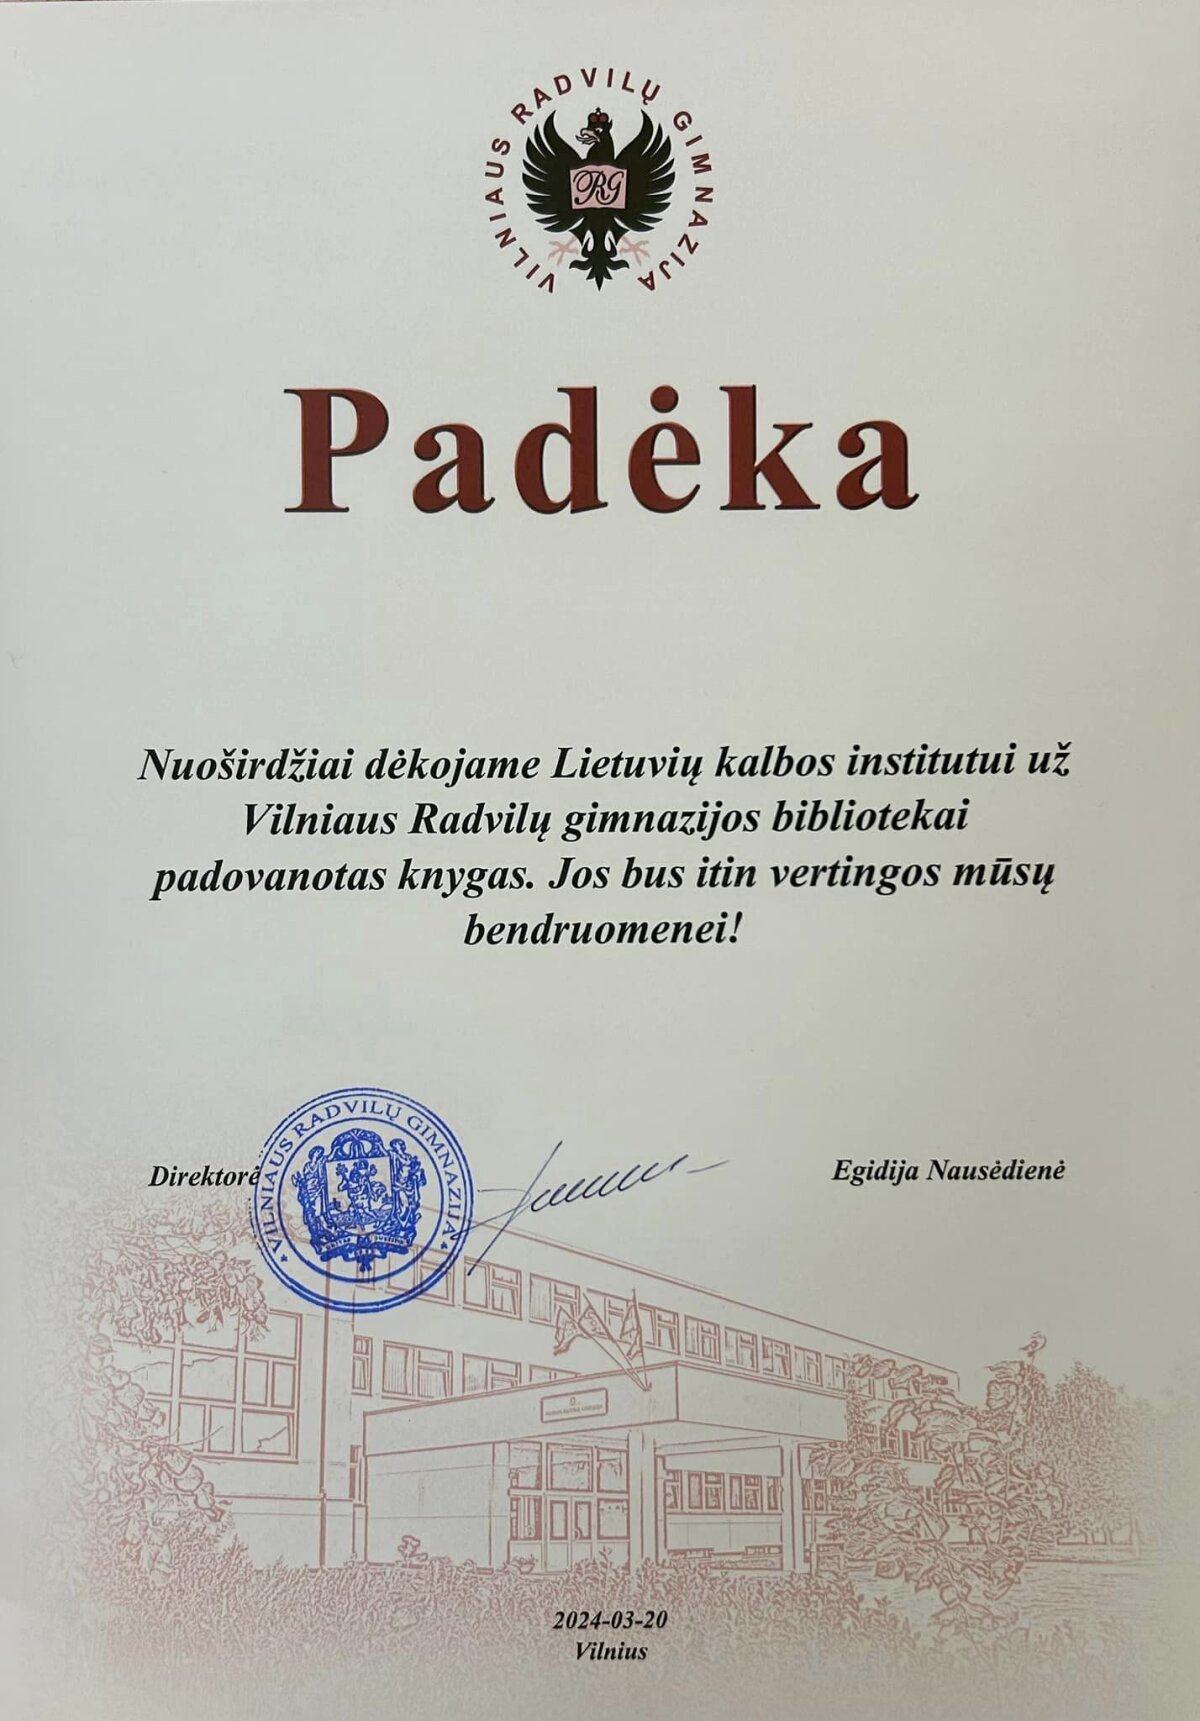 VILNIAUS RADVILŲ GIMNAZIJA
RG
Padėka
Nuoširdžiai dėkojame Lietuvių kalbos institutui už
Vilniaus Radvilų gimnazijos bibliotekai
padovanotas knygas. Jos bus itin vertingos mūsų
bendruomenei!
Direktorė
VILNIAUS RADVILŲ GIMNAZIJA
Egidija Nausėdienė
2024-03-20
Vilnius